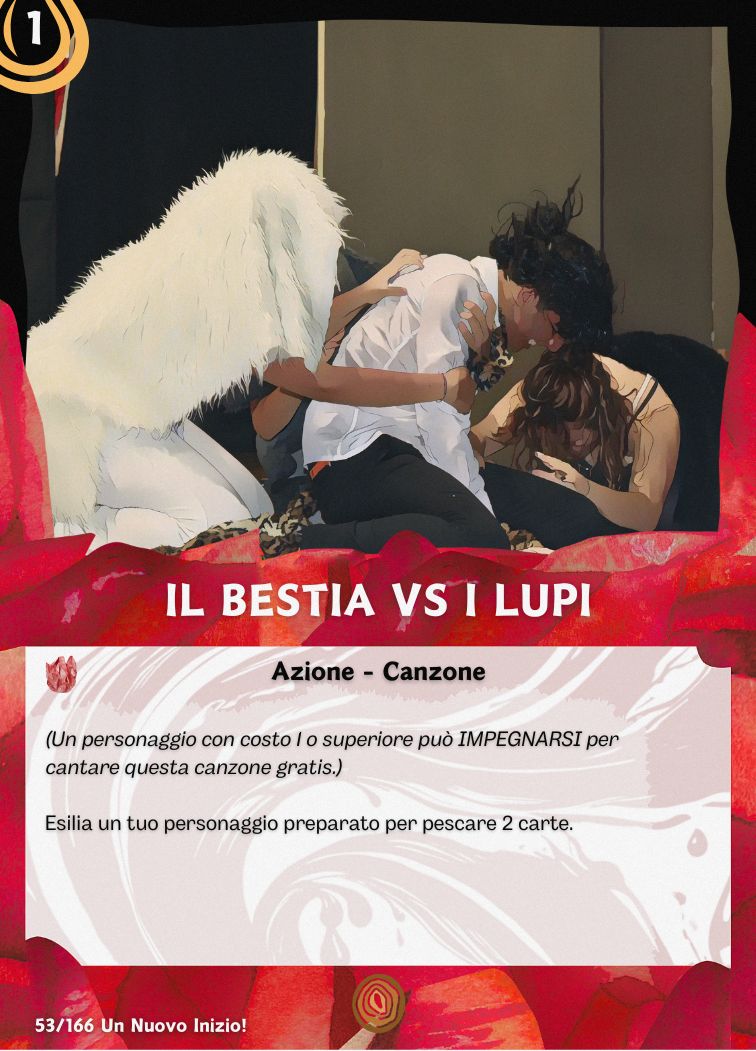 1
IL BESTIA VS I LUPI
Azione - Canzone
(Un personaggio con costo 1 o superiore può IMPEGNARSI per
cantare questa canzone gratis.)
Esilia un tuo personaggio preparato per pescare 2 carte.
53/166 Un Nuovo Inizio!